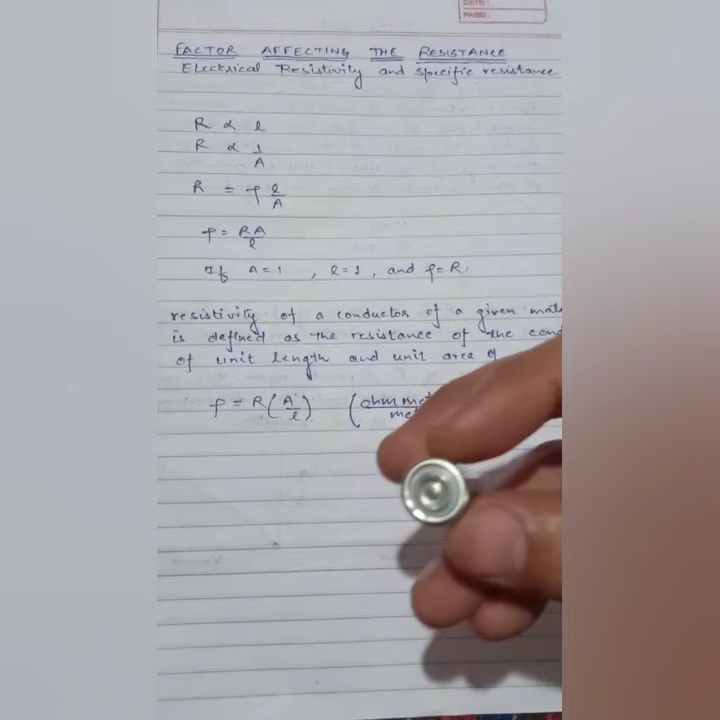 DATE:
PAGE:
FACTOR AFFECTING THE RESISTANCE
Electrical Resistivity and specific resistance
R ∝ l
R ∝ 1/A
R = ρ l/A
ρ = RA/l
If A = 1 , l = 1 , and ρ = R.
resistivity of a conductor of a given
is defined as the resistance of the
of unit length and unit area of
ρ = R(A/l) (ohm